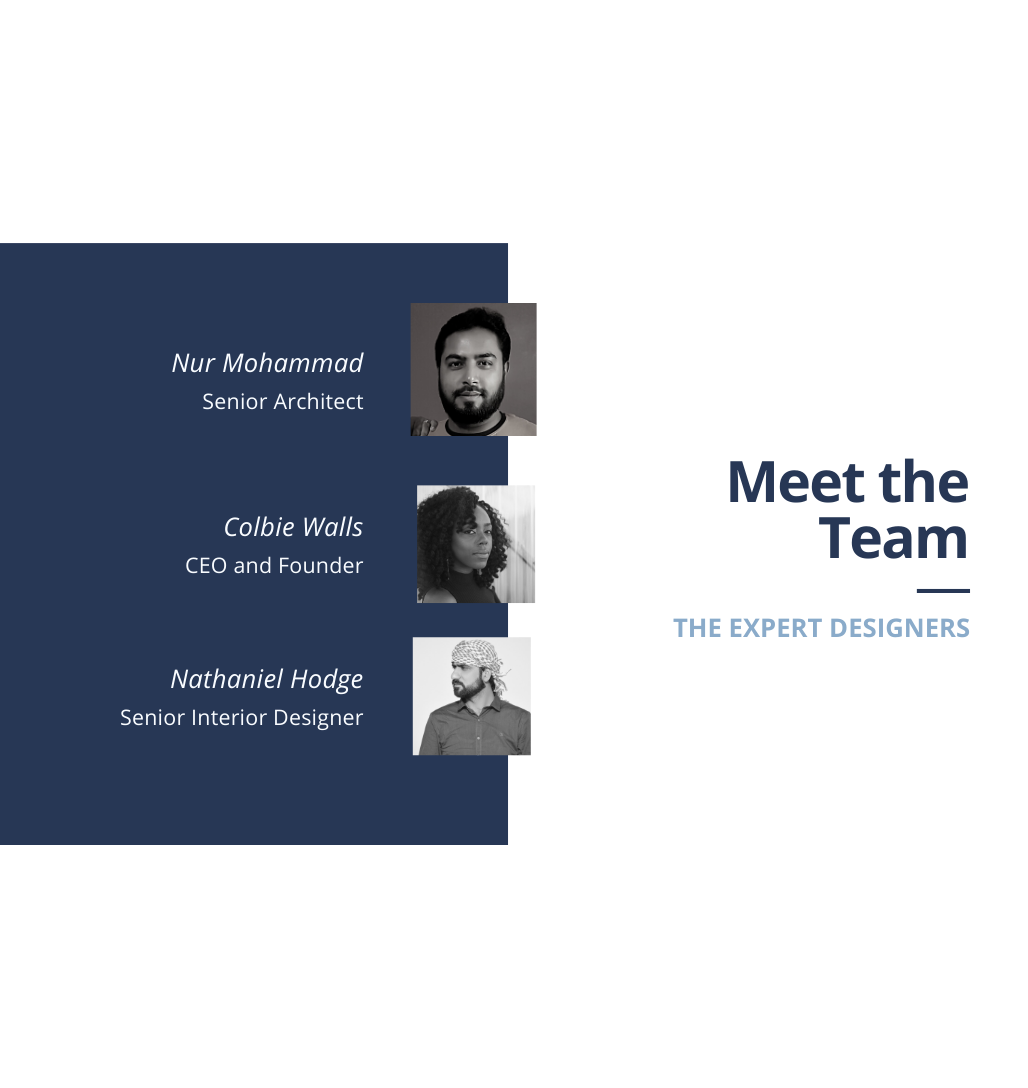 Nur Mohammad
Senior Architect
Colbie Walls
CEO and Founder
Nathaniel Hodge
Senior Interior Designer
Meet the
Team
THE EXPERT DESIGNERS